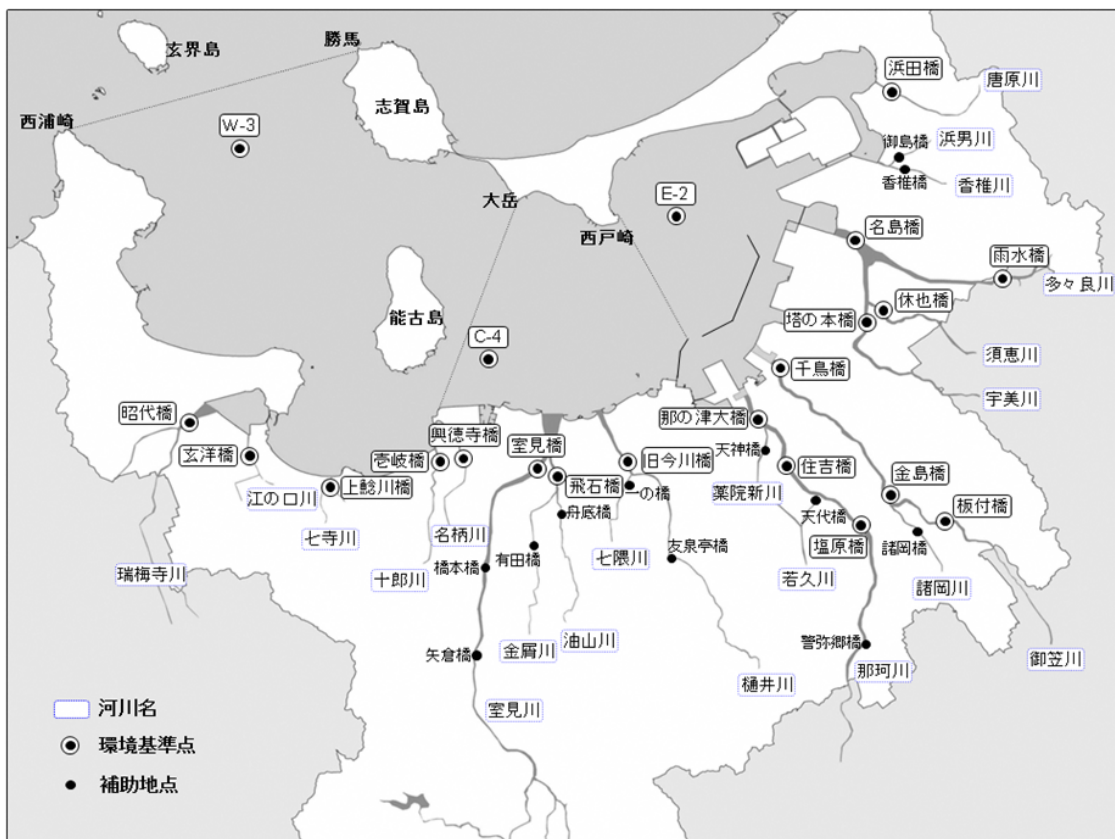 玄界島
勝馬
志賀島
西浦崎
W-3
浜田橋
唐原川
御島橋
浜男川
香椎橋
香椎川
大岳
E-2
西戸崎
名島橋
雨水橋
多々良川
休也橋
塔の本橋
須恵川
宇美川
能古島
C-4
千鳥橋
昭代橋
玄洋橋
江の口川
上鯰川橋
七寺川
瑞梅寺川
興徳寺橋
壱岐橋
名柄川
十郎川
室見橋
飛石橋
舟底橋
有田橋
橋本橋
矢倉橋
金屑川
油山川
室見川
旧今川橋
一の橋
七隈川
友泉亭橋
樋井川
那の津大橋
天神橋
薬院新川
住吉橋
天代橋
塩原橋
若久川
警弥郷橋
那珂川
金島橋
板付橋
諸岡橋
諸岡川
御笠川
河川名
環境基準点
補助地点